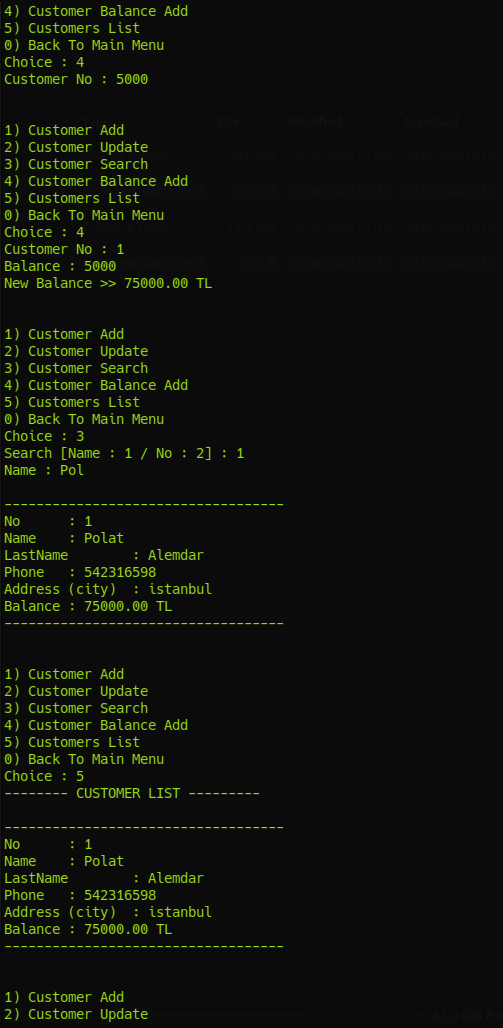 4) Customer Balance Add
5) Customers List
0) Back To Main Menu
Choice : 4
Customer No : 5000
Size Modified Accessed
1) Customer Add
2) Customer Update
3) Customer Search
4) Customer Balance Add
5) Customers List
0) Back To Main Menu
Choice : 4
Customer No : 1
Balance : 5000
New Balance >> 75000.00 TL
1) Customer Add
2) Customer Update
3) Customer Search
4) Customer Balance Add
5) Customers List
0) Back To Main Menu
Choice : 3
Search [Name : 1 / No : 2] : 1
Name : Pol
-----------------------------------
No      : 1
Name    : Polat
LastName        : Alemdar
Phone   : 542316598
Address (city)  : istanbul
Balance : 75000.00 TL
-----------------------------------
1) Customer Add
2) Customer Update
3) Customer Search
4) Customer Balance Add
5) Customers List
0) Back To Main Menu
Choice : 5
-------- CUSTOMER LIST ---------
-----------------------------------
No      : 1
Name    : Polat
LastName        : Alemdar
Phone   : 542316598
Address (city)  : istanbul
Balance : 75000.00 TL
-----------------------------------
1) Customer Add
2) Customer Update